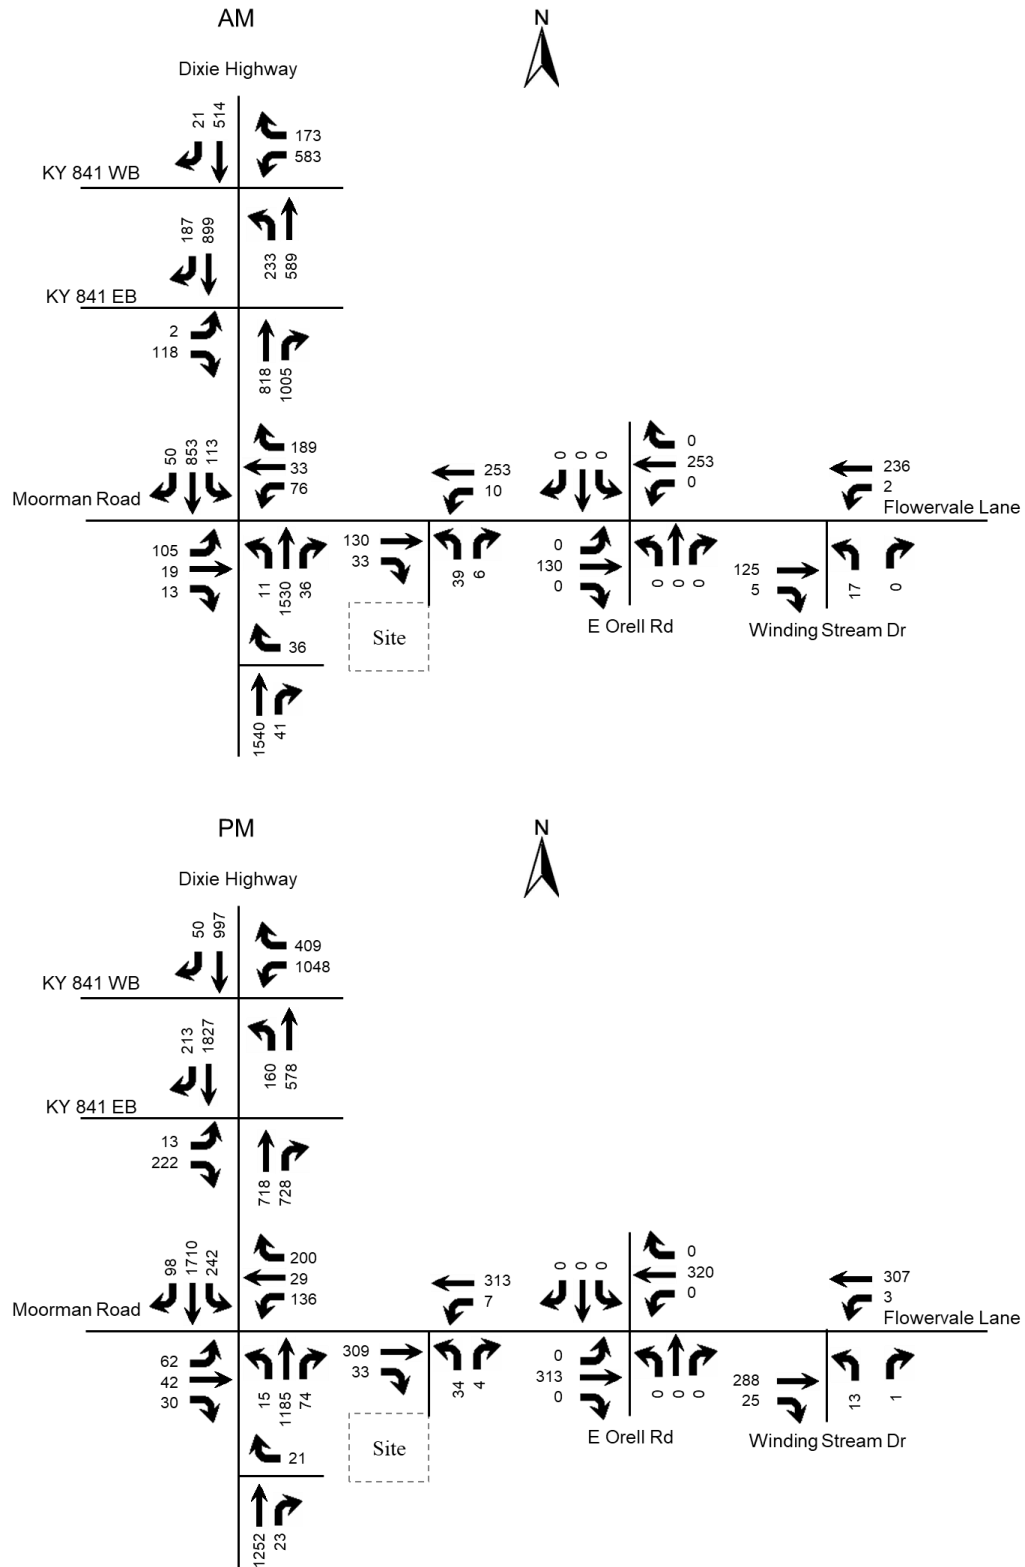 AM
N
Dixie Highway
21 514
173
583
KY 841 WB
187 899
233 589
KY 841 EB
2
118
818 1005
50 853 113
189
33
76
Moorman Road
105
19
13
11 1530 36
253
10
130
33
39 6
0 0 0
0
253
0
0
130
0
0 0 0
236
2
Flowervale Lane
125
5
17 0
Site
E Orell Rd
Winding Stream Dr
36
1540 41
PM
N
Dixie Highway
50 997
409
1048
KY 841 WB
213 1827
160 578
KY 841 EB
13
222
718 728
98 1710 242
200
29
136
Moorman Road
62
42
30
15 1185 74
313
7
309
33
34 4
0 0 0
0
320
0
0
313
0
0 0 0
307
3
Flowervale Lane
288
25
13 1
Site
E Orell Rd
Winding Stream Dr
21
1252 23